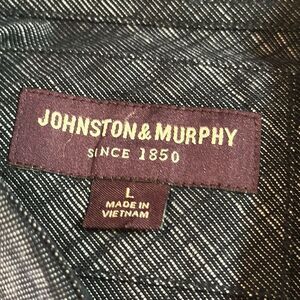 JOHNSTON & MURPHY
SINCE 1850
L
MADE IN
VIETNAM